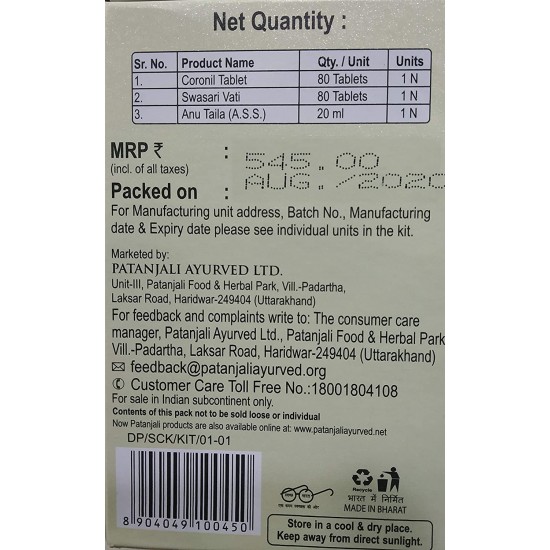 Net Quantity :
Sr. No. Product Name Qty. / Unit Units
1. Coronil Tablet 80 Tablets 1 N
2. Swasari Vati 80 Tablets 1 N
3. Anu Taila (A.S.S.) 20 ml 1 N
MRP ₹ : 545.00
(incl. of all taxes)
Packed on : AUG./2020
For Manufacturing unit address, Batch No., Manufacturing
date & Expiry date please see individual units in the kit.
Marketed by:
PATANJALI AYURVED LTD.
Unit-III, Patanjali Food & Herbal Park, Vill.-Padartha,
Laksar Road, Haridwar-249404 (Uttarakhand)
For feedback and complaints write to: The consumer care
manager, Patanjali Ayurved Ltd., Patanjali Food & Herbal Park,
Vill.-Padartha, Laksar Road, Haridwar-249404 (Uttarakhand)
feedback@patanjaliayurved.org
Customer Care Toll Free No.:18001804108
For sale in Indian subcontinent only.
Contents of this pack not to be sold loose or individual
Now Patanjali products are also available online at: www.patanjaliayurved.net
DP/SCK/KIT/01-01
8 904049 100450
एक कदम स्वच्छता की ओर
Recycle
भारत में निर्मित
MADE IN BHARAT
Store in a cool & dry place.
Keep away from direct sunlight.